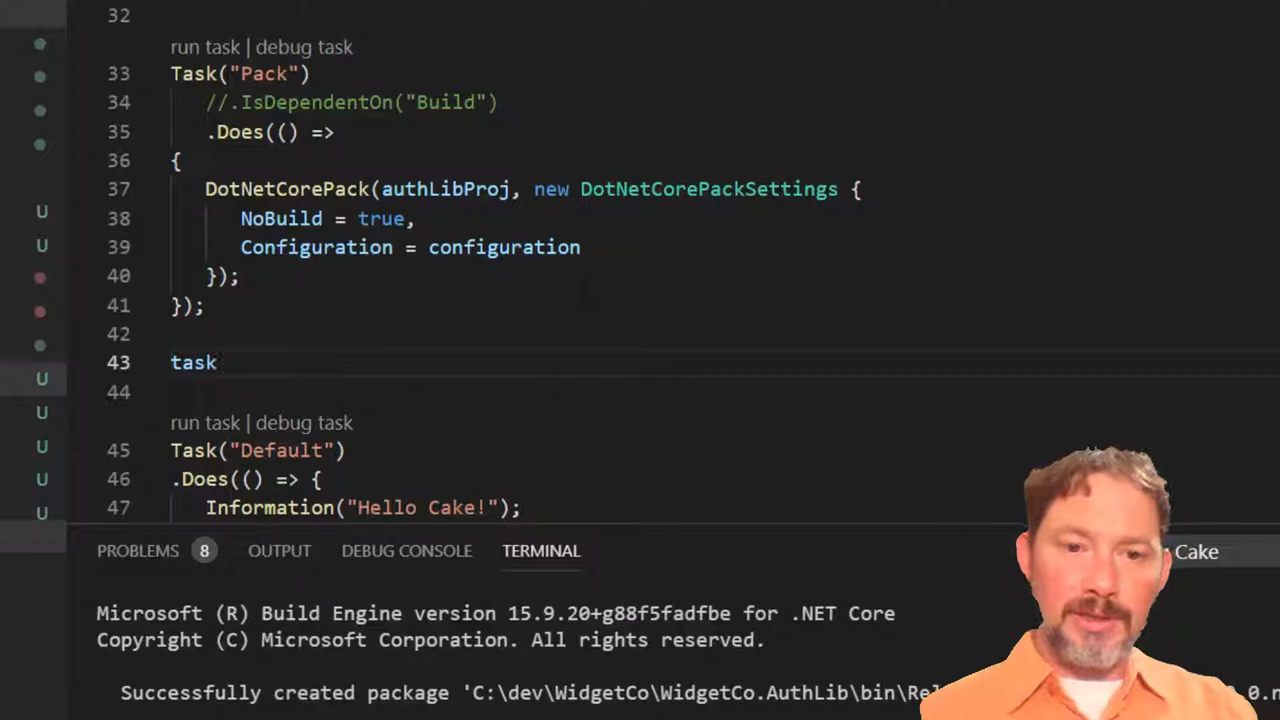 32
run task | debug task
33 Task("Pack")
34 //.IsDependentOn("Build")
35 .Does(() =>
36 {
37 DotNetCorePack(authLibProj, new DotNetCorePackSettings {
38 NoBuild = true,
39 Configuration = configuration
40 });
41 });
42
43 task
44
run task | debug task
45 Task("Default")
46 .Does(() => {
47 Information("Hello Cake!");
PROBLEMS 8 OUTPUT DEBUG CONSOLE TERMINAL Cake
Microsoft (R) Build Engine version 15.9.20+g88f5fadfbe for .NET Core
Copyright (C) Microsoft Corporation. All rights reserved.
Successfully created package 'C:\dev\WidgetCo\WidgetCo.AuthLib\bin\Rel
U
U
U
U
U
U
U